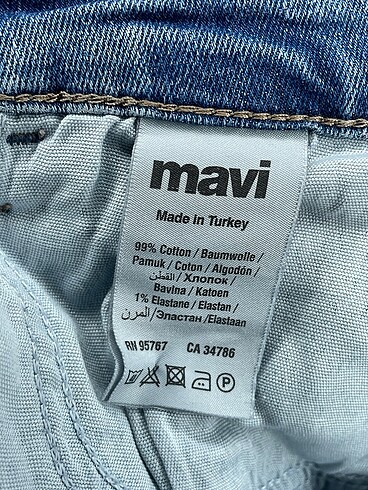 mavi
Made in Turkey
99% Cotton / Baumwolle /
Pamuk / Coton / Algodón /
القطن / Хлопок /
Bavlna / Katoen
1% Elastane / Elastan /
المرن/Эластан /Elastaan
RN 95767 CA 34786
P